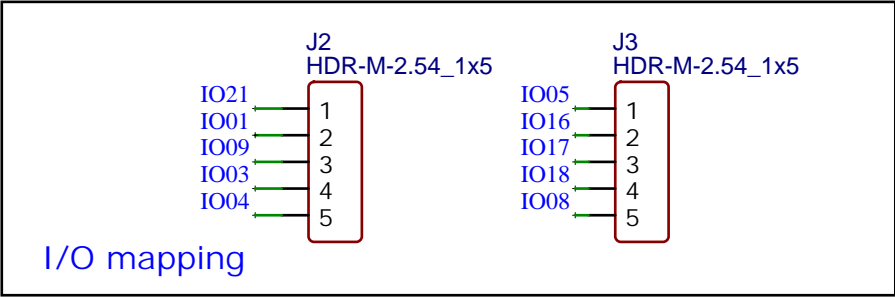 J2
HDR-M-2.54_1x5
IO21
1
IO01
2
IO09
3
IO03
4
IO04
5
J3
HDR-M-2.54_1x5
IO05
1
IO16
2
IO17
3
IO18
4
IO08
5
I/O mapping